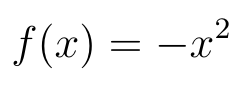 f(x) = −x²